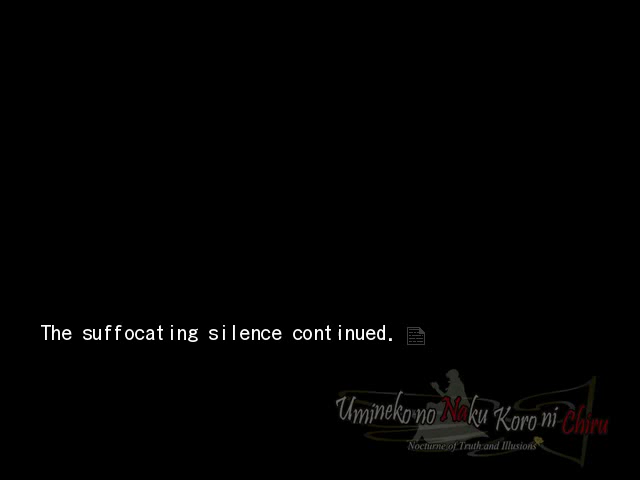 The suffocating silence continued.
Umineko no Naku Koro ni Chiru
Nocturne of Truth and Illusions